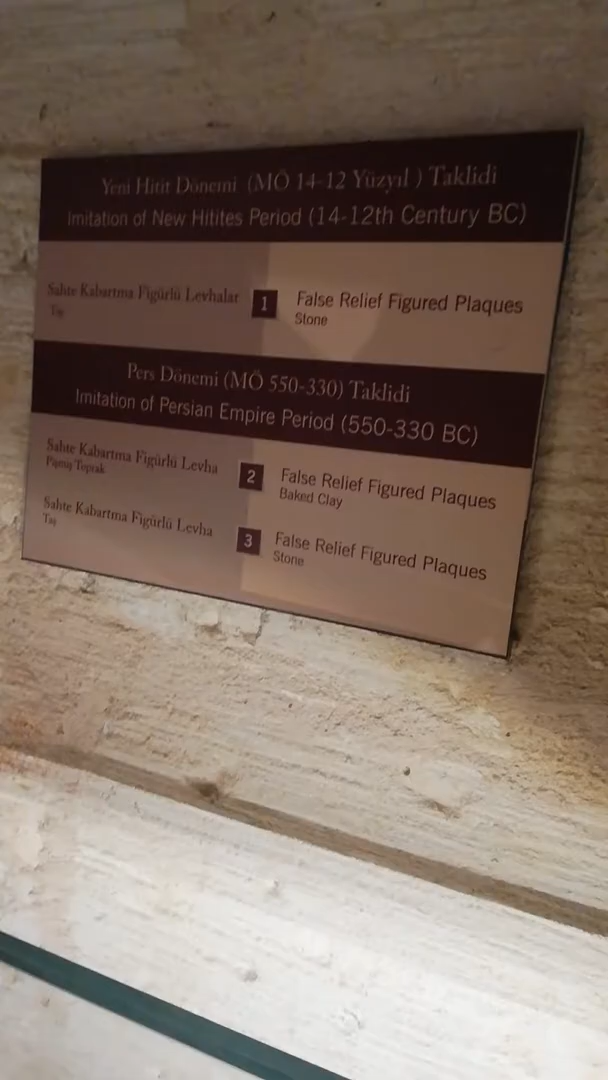 Yeni Hitit Dönemi (MÖ 14-12 Yüzyıl ) Taklidi
Imitation of New Hitites Period (14-12th Century BC)
Sahte Kabartma Figürlü Levhalar
Taş
1
False Relief Figured Plaques
Stone
Pers Dönemi (MÖ 550-330) Taklidi
Imitation of Persian Empire Period (550-330 BC)
Sahte Kabartma Figürlü Levha
Pişmiş Toprak
2
False Relief Figured Plaques
Baked Clay
Sahte Kabartma Figürlü Levha
Taş
3
False Relief Figured Plaques
Stone